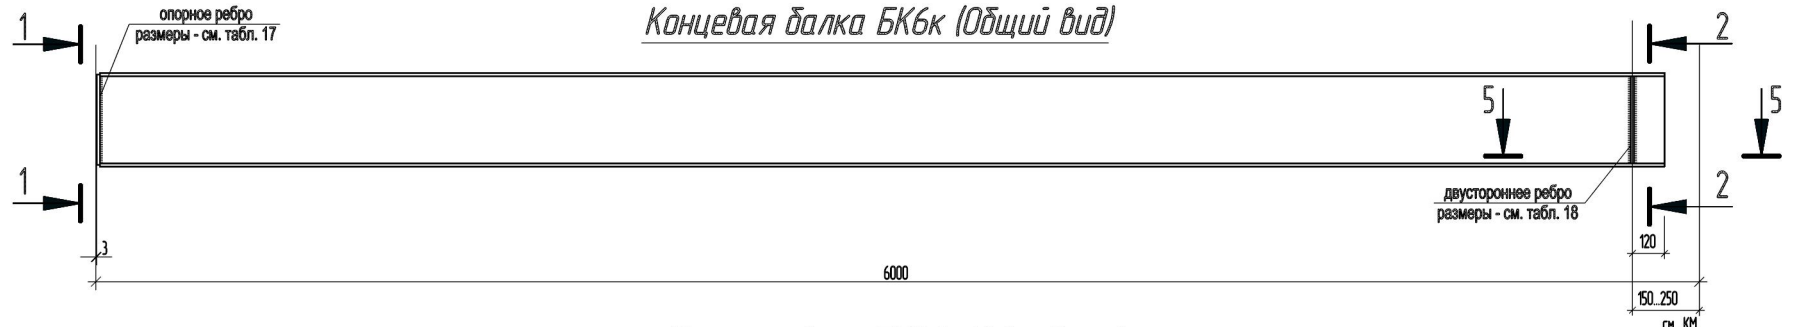 Концевая балка БК6к (Общий вид)
1
опорное ребро
размеры - см. табл. 17
2
5
5
1
2
двустороннее ребро
размеры - см. табл. 18
3
120
6000
150...250
см. КМ